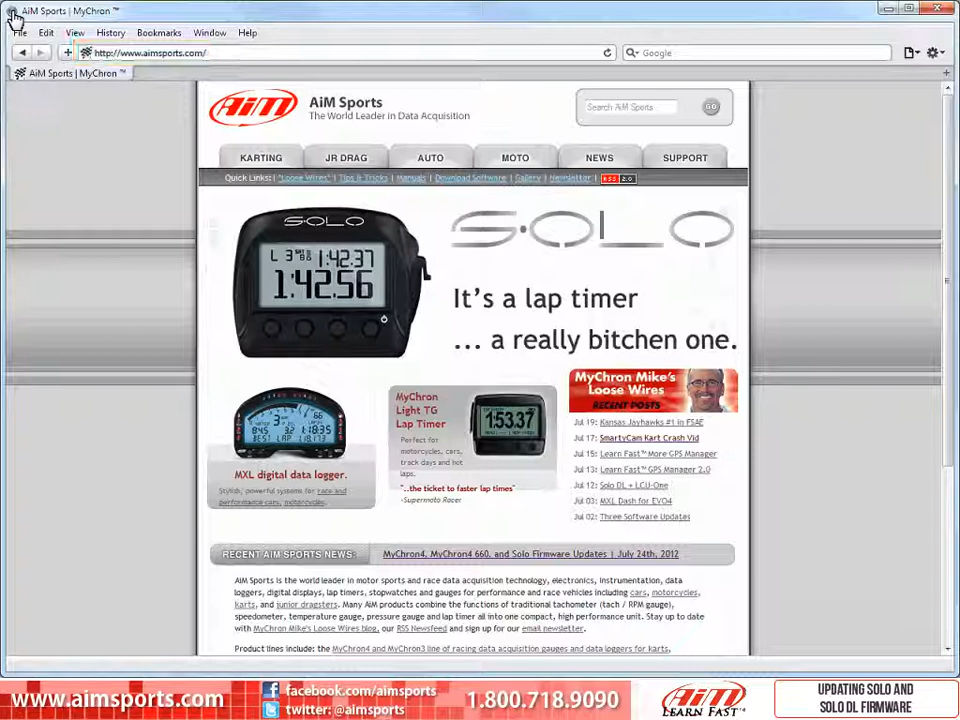 AiM Sports | MyChron ™
File Edit View History Bookmarks Window Help
http://www.aimsports.com/
Google
AiM Sports | MyChron ™
AiM
AiM Sports
The World Leader in Data Acquisition
Search AiM Sports
GO
KARTING JR DRAG AUTO MOTO NEWS SUPPORT
Quick Links: | "Loose Wires" | Tips & Tricks | Manuals | Download Software | Gallery | Newsletter | RSS 2.0
SOLO
L 3 1:42.37
1:42.56
SOLO
It's a lap timer
... a really bitchen one.
MyChron Mike's
Loose Wires
RECENT POSTS
Jul 19: Kansas Jayhawks #1 in FSAE
Jul 17: SmartyCam Kart Crash Vid
Jul 15: Learn Fast™ More GPS Manager
Jul 13: Learn Fast™ GPS Manager 2.0
Jul 12: Solo DL + LCU-One
Jul 03: MXL Dash for EVO4
Jul 02: Three Software Updates
MXL digital data logger.
Stylish, powerful systems for race and
performance cars, motorcycles.
MyChron
Light TG
Lap Timer
Perfect for
motorcycles, cars,
track days and hot
laps.
1:53.37
"..the ticket to faster lap times"
-Supermoto Racer
RECENT AIM SPORTS NEWS: MyChron4, MyChron4 660, and Solo Firmware Updates | July 24th, 2012
AiM Sports is the world leader in motor sports and race data acquisition technology, electronics, instrumentation, data
loggers, digital displays, lap timers, stopwatches and gauges for performance and race vehicles including cars, motorcycles,
karts, and junior dragsters. Many AiM products combine the functions of traditional tachometer (tach / RPM gauge),
speedometer, temperature gauge, pressure gauge and lap timer all into one compact, high performance unit. Stay up to date
with MyChron Mike's Loose Wires blog, our RSS Newsfeed and sign up for our email newsletter.
Product lines include: the MyChron4 and MyChron3 line of racing data acquisition gauges and data loggers for karts,
www.aimsports.com
facebook.com/aimsports
twitter: @aimsports
1.800.718.9090
AiM
LEARN FAST™
UPDATING SOLO AND
SOLO DL FIRMWARE